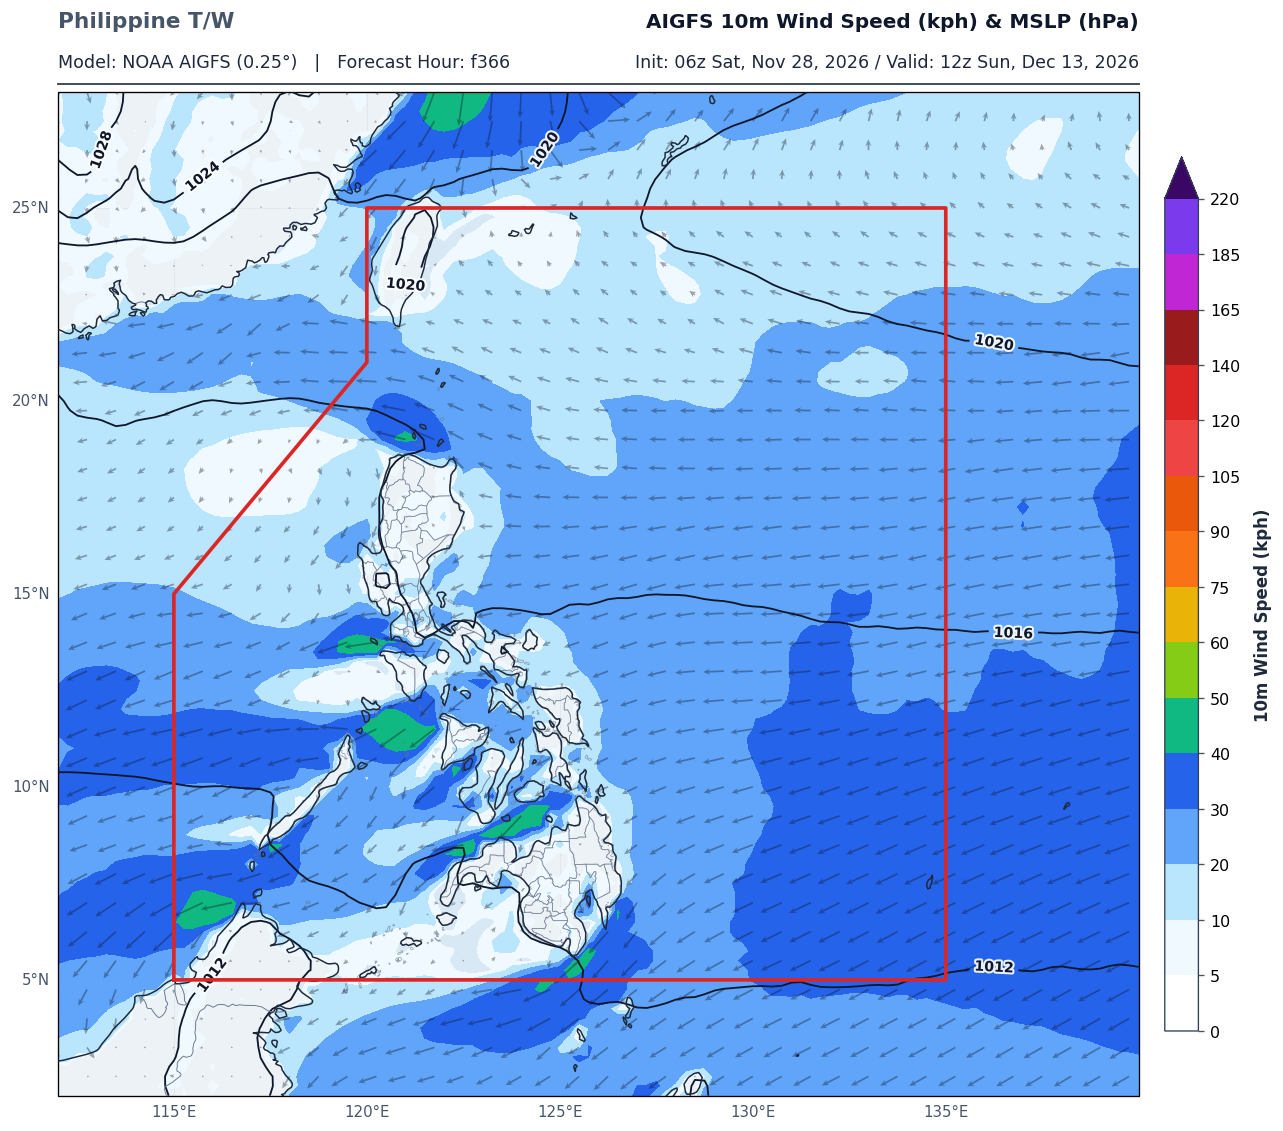 Philippine T/W
AIGFS 10m Wind Speed (kph) & MSLP (hPa)
Model: NOAA AIGFS (0.25°) | Forecast Hour: f366
Init: 06z Sat, Nov 28, 2026 / Valid: 12z Sun, Dec 13, 2026
1028
1024
1020
1020
1020
1016
1012
1012
25°N
20°N
15°N
10°N
5°N
115°E
120°E
125°E
130°E
135°E
220
185
165
140
120
105
90
75
60
50
40
30
20
10
5
0
10m Wind Speed (kph)